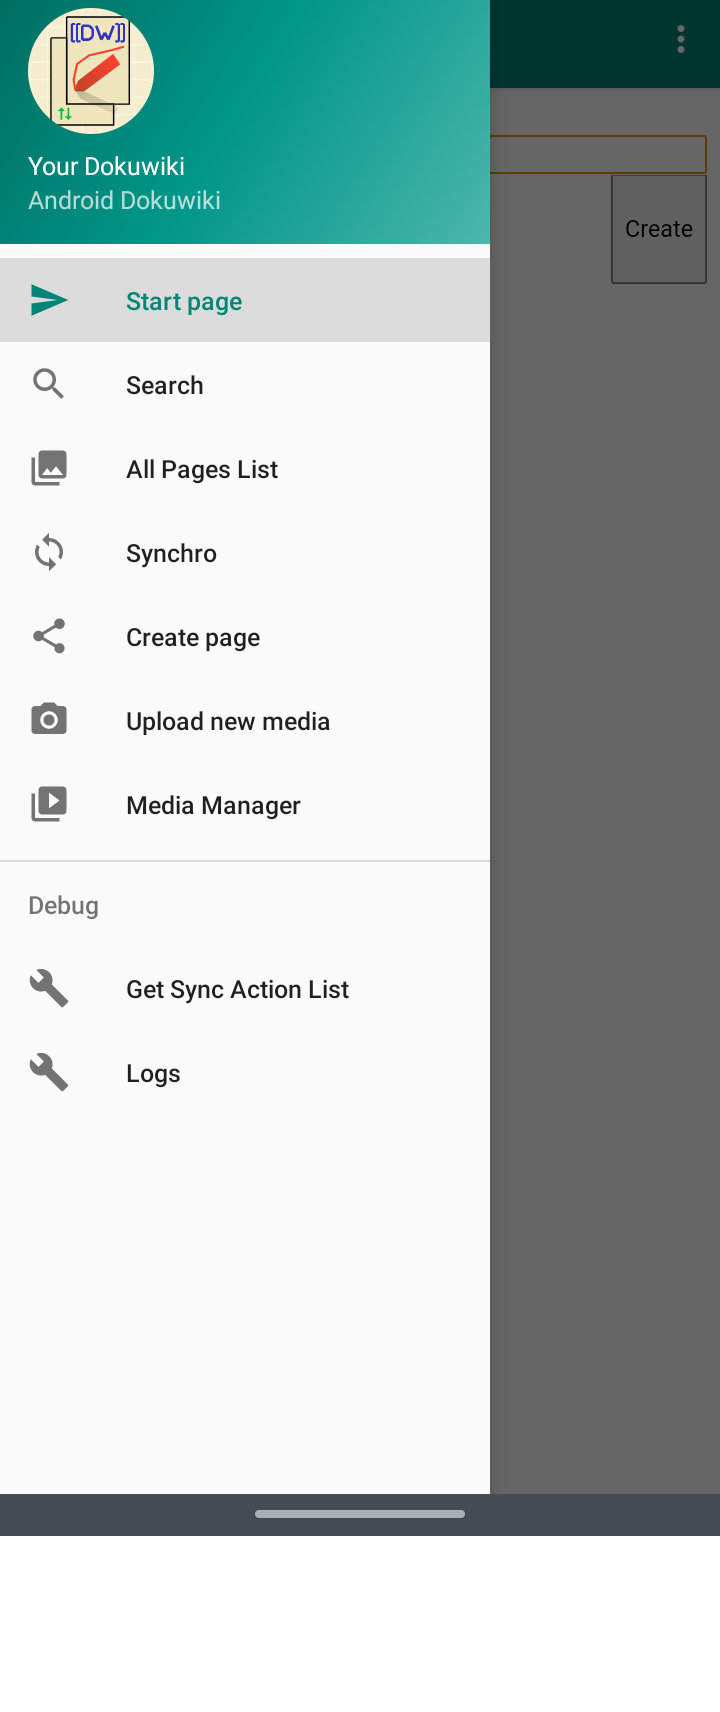 [[DW]]
Your Dokuwiki
Android Dokuwiki
Create
Start page
Search
All Pages List
Synchro
Create page
Upload new media
Media Manager
Debug
Get Sync Action List
Logs